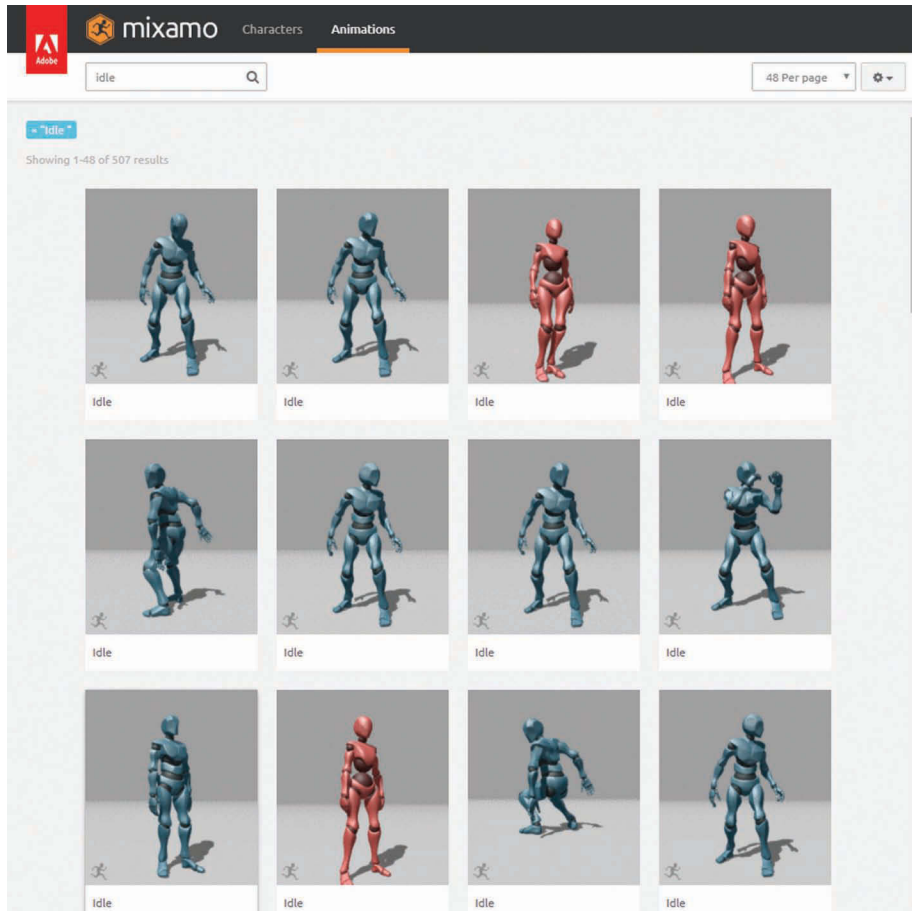 mixamo Characters Animations
Adobe
idle 48 Per page
× "Idle "
Showing 1-48 of 507 results
Idle Idle Idle Idle
Idle Idle Idle Idle
Idle Idle Idle Idle